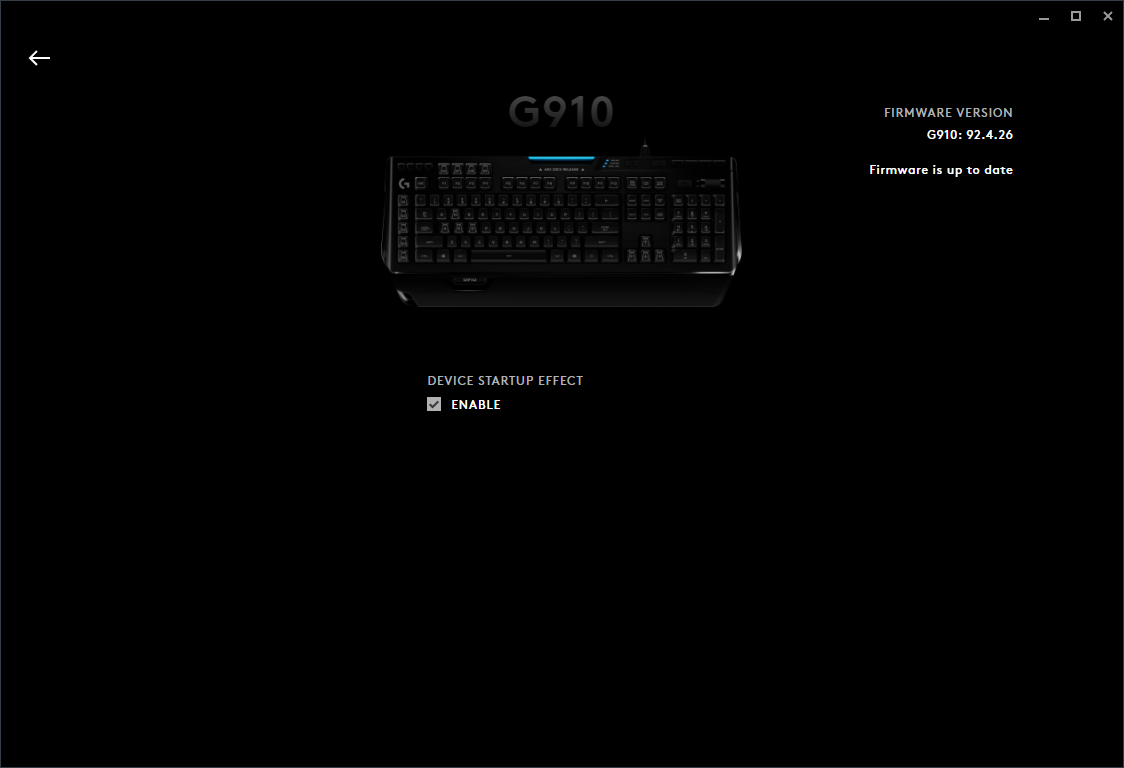 G910
FIRMWARE VERSION
G910: 92.4.26
Firmware is up to date
DEVICE STARTUP EFFECT
ENABLE